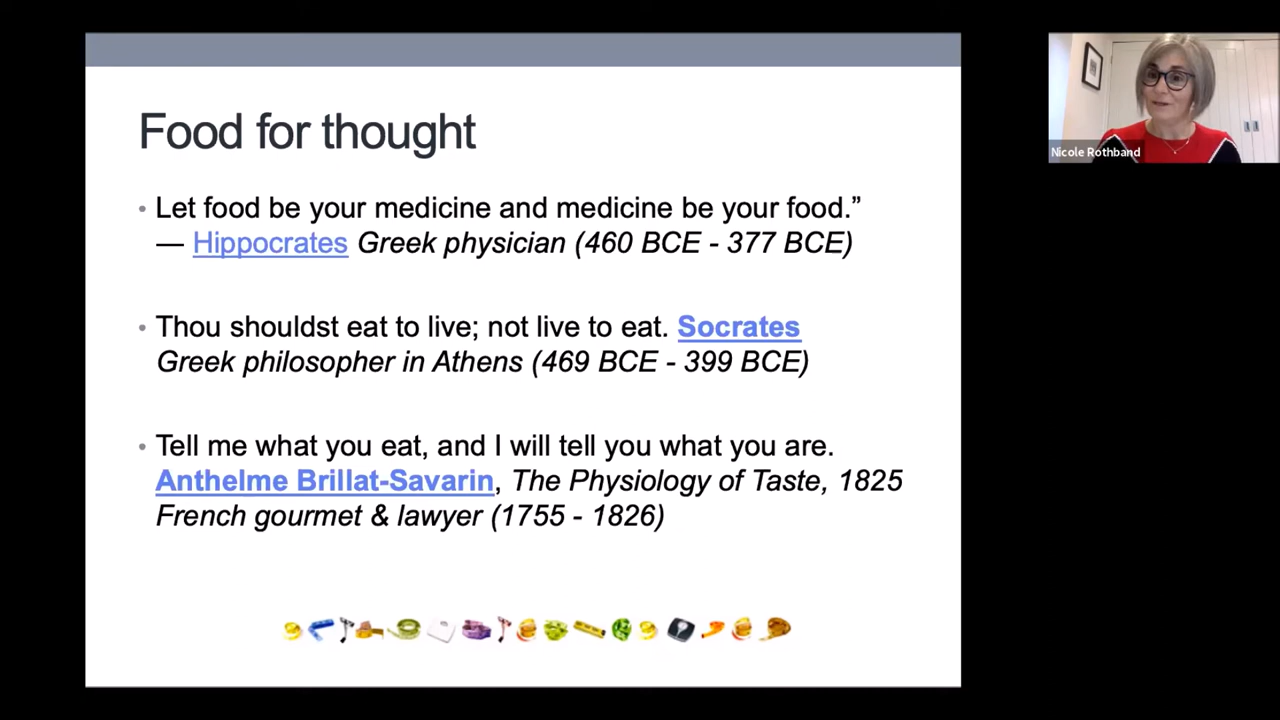 Food for thought
• Let food be your medicine and medicine be your food.”
— Hippocrates Greek physician (460 BCE - 377 BCE)
• Thou shouldst eat to live; not live to eat. Socrates
Greek philosopher in Athens (469 BCE - 399 BCE)
• Tell me what you eat, and I will tell you what you are.
Anthelme Brillat-Savarin, The Physiology of Taste, 1825
French gourmet & lawyer (1755 - 1826)
Nicole Rothband